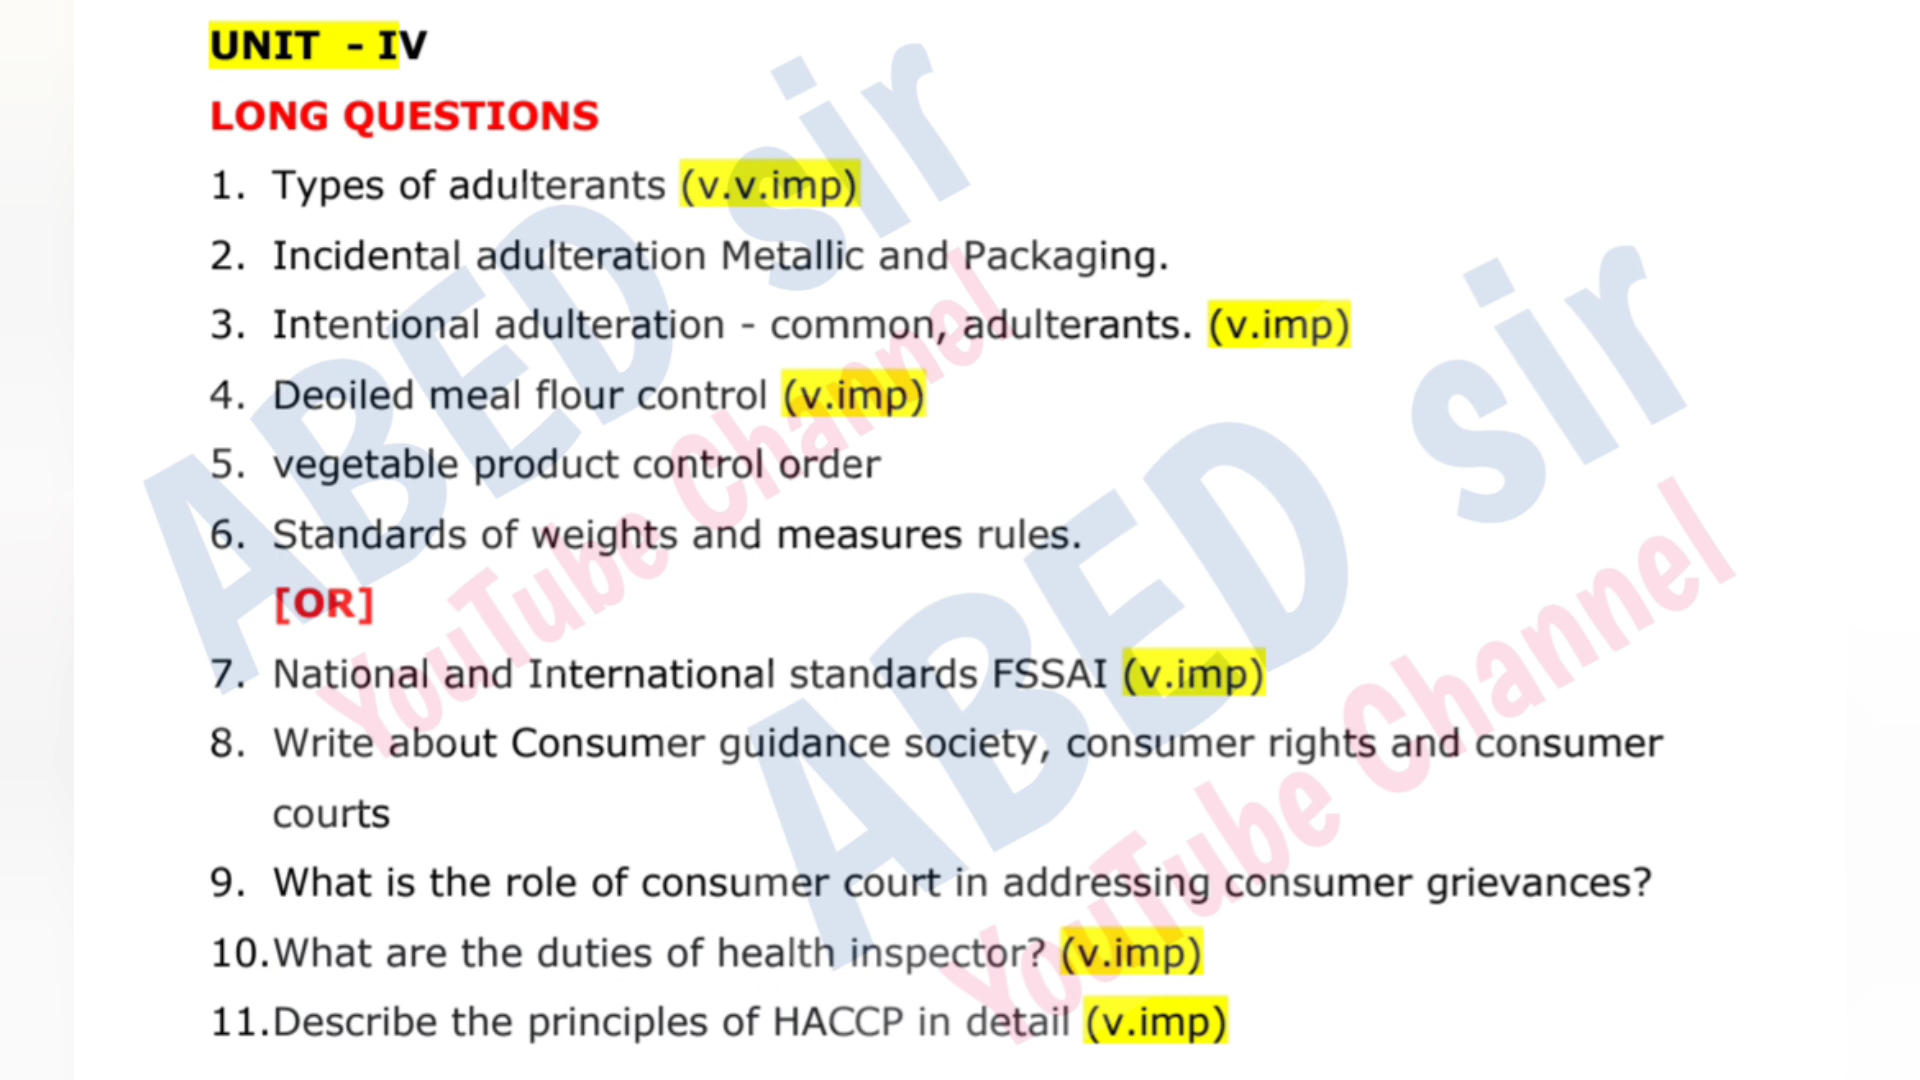 UNIT - IV
LONG QUESTIONS
1. Types of adulterants (v.v.imp)
2. Incidental adulteration Metallic and Packaging.
3. Intentional adulteration - common, adulterants. (v.imp)
4. Deoiled meal flour control (v.imp)
5. vegetable product control order
6. Standards of weights and measures rules.
[OR]
7. National and International standards FSSAI (v.imp)
8. Write about Consumer guidance society, consumer rights and consumer
courts
9. What is the role of consumer court in addressing consumer grievances?
10.What are the duties of health inspector? (v.imp)
11.Describe the principles of HACCP in detail (v.imp)
ABED sir
YouTube Channel
ABED sir
YouTube Channel